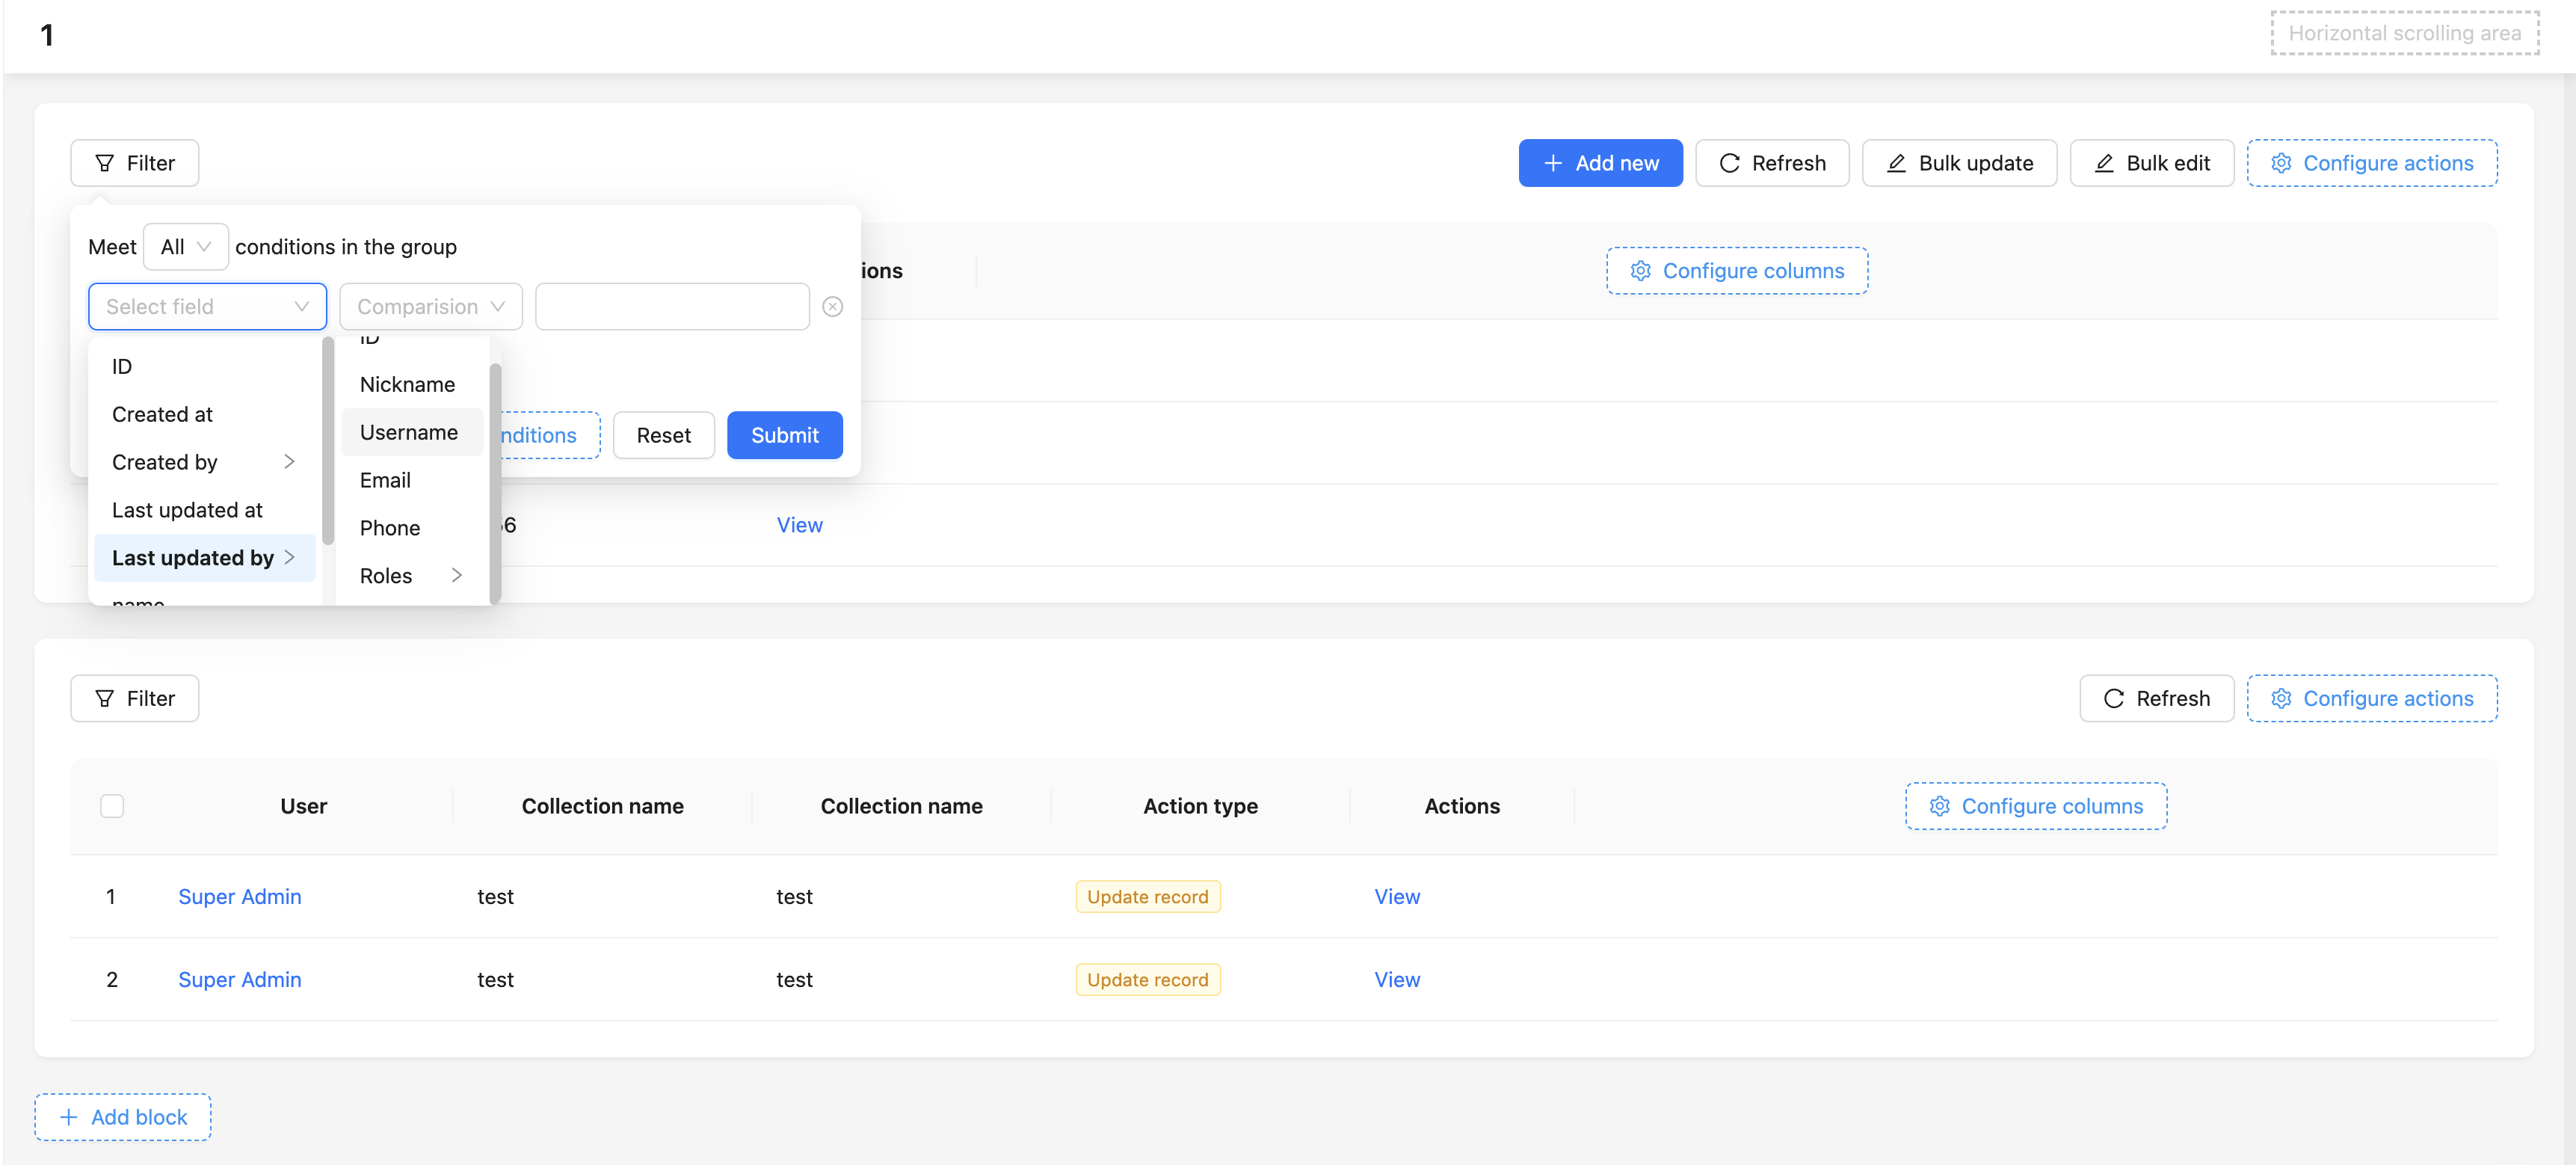 1
Horizontal scrolling area
Filter
Add new
Refresh
Bulk update
Bulk edit
Configure actions
Meet All conditions in the group
ions
Configure columns
Select field
Comparision
ID
Created at
Created by
Last updated at
Last updated by
name
ID
Nickname
Username
Email
Phone
Roles
nditions
Reset
Submit
6
View
Filter
Refresh
Configure actions
User
Collection name
Collection name
Action type
Actions
Configure columns
1 Super Admin test test Update record View
2 Super Admin test test Update record View
Add block